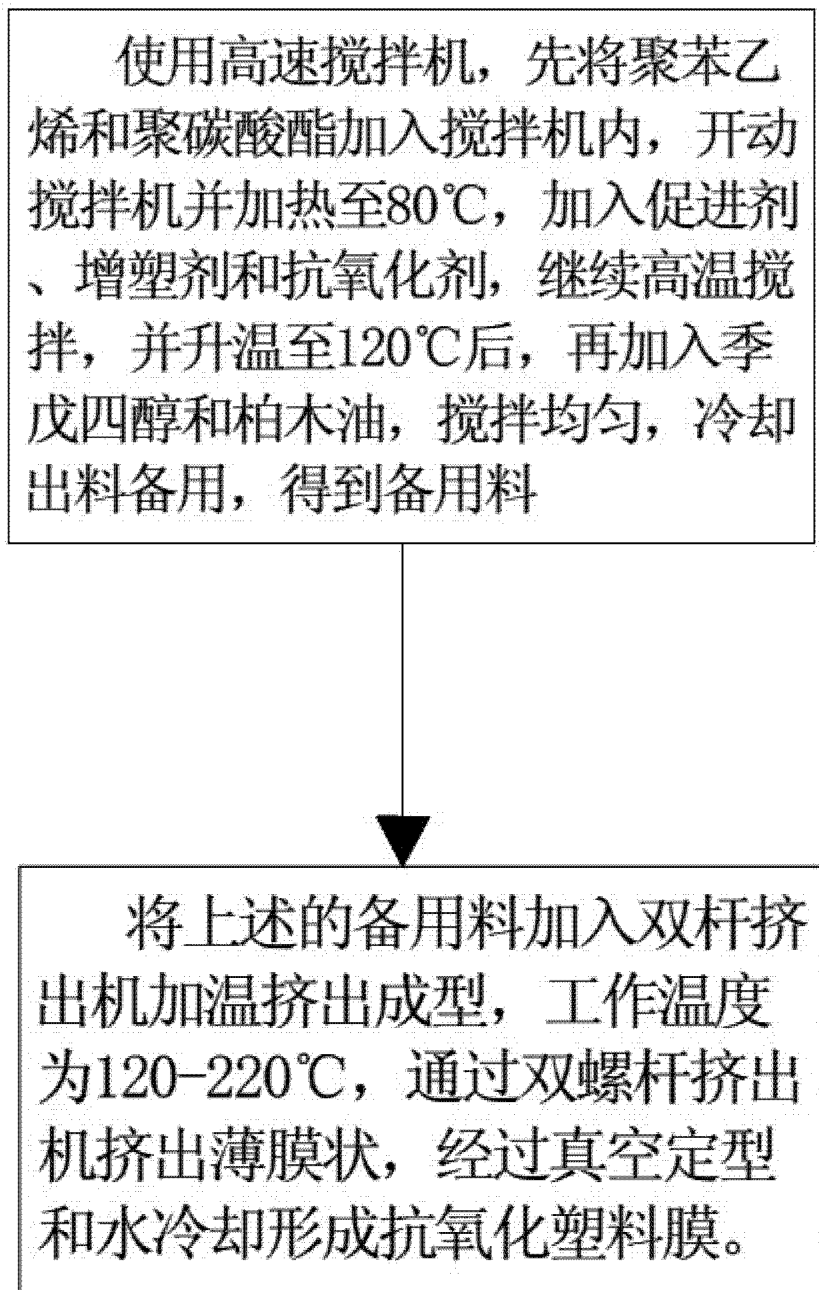 使用高速搅拌机，先将聚苯乙
烯和聚碳酸酯加入搅拌机内，开动
搅拌机并加热至80℃，加入促进剂
、增塑剂和抗氧化剂，继续高温搅
拌，并升温至120℃后，再加入季
戊四醇和柏木油，搅拌均匀，冷却
出料备用，得到备用料
将上述的备用料加入双杆挤
出机加温挤出成型，工作温度
为120-220℃，通过双螺杆挤出
机挤出薄膜状，经过真空定型
和水冷却形成抗氧化塑料膜。